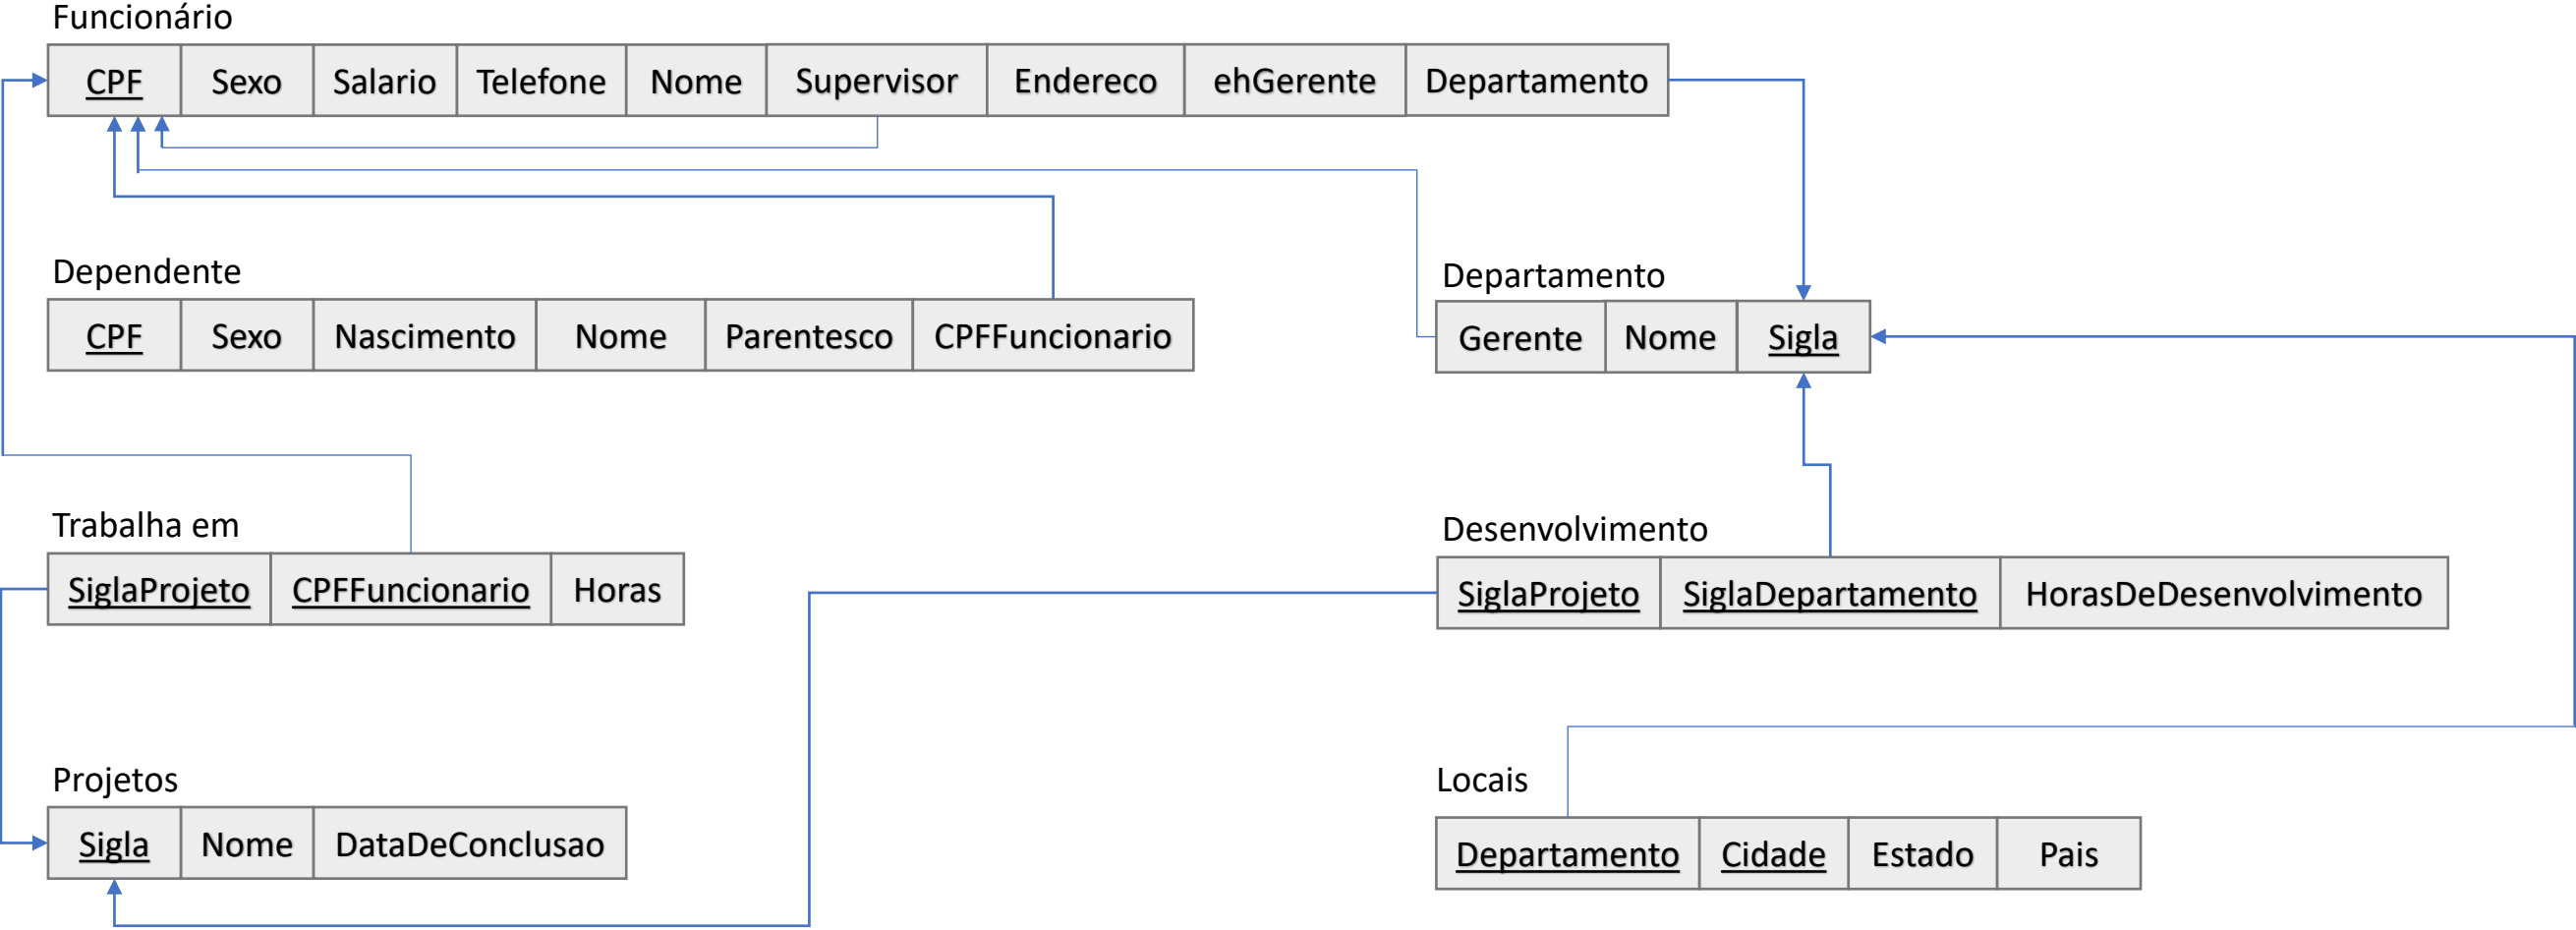 Funcionário
CPF Sexo Salario Telefone Nome Supervisor Endereco ehGerente Departamento
Dependente
CPF Sexo Nascimento Nome Parentesco CPFFuncionario
Departamento
Gerente Nome Sigla
Trabalha em
SiglaProjeto CPFFuncionario Horas
Desenvolvimento
SiglaProjeto SiglaDepartamento HorasDeDesenvolvimento
Projetos
Sigla Nome DataDeConclusao
Locais
Departamento Cidade Estado Pais